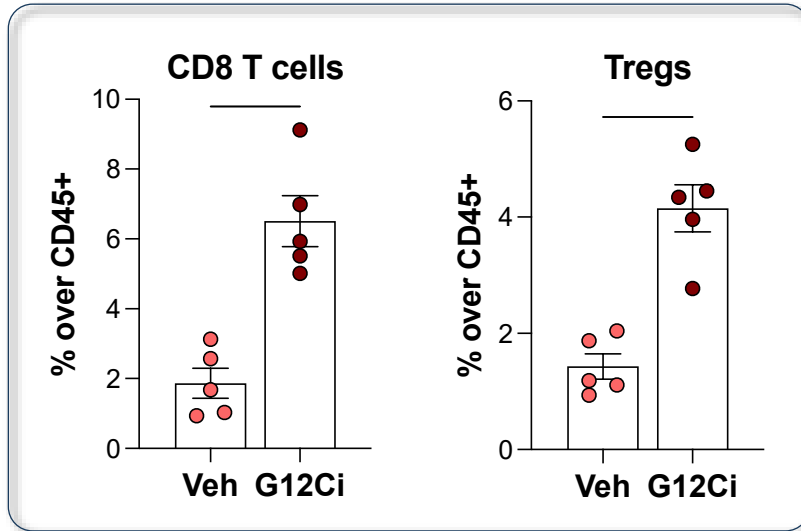 CD8 T cells
% over CD45+
10
8
6
4
2
0
Veh G12Ci
Tregs
% over CD45+
6
4
2
0
Veh G12Ci